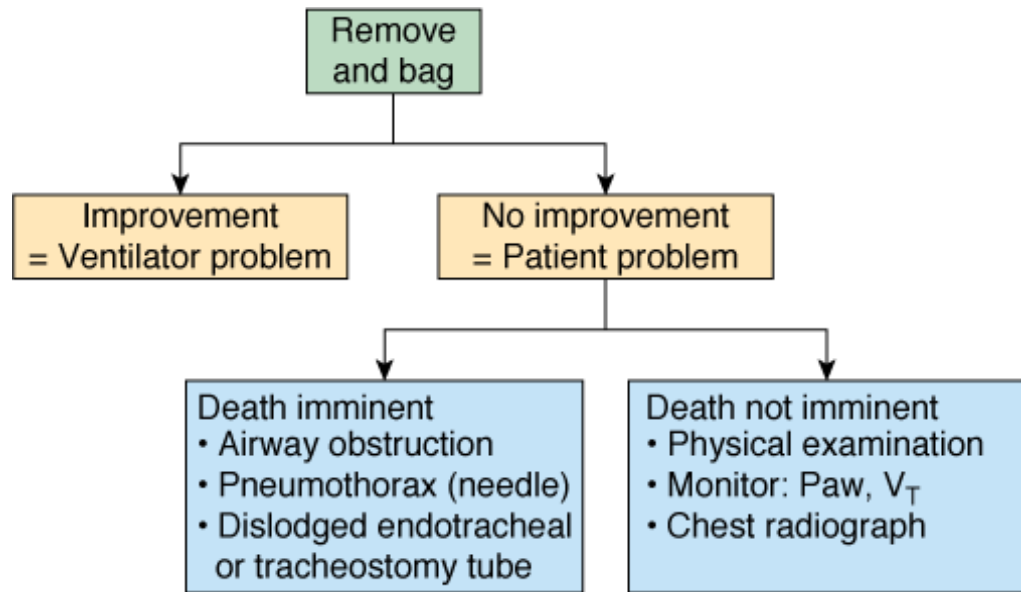 Remove
and bag
Improvement
= Ventilator problem
No improvement
= Patient problem
Death imminent
• Airway obstruction
• Pneumothorax (needle)
• Dislodged endotracheal
or tracheostomy tube
Death not imminent
• Physical examination
• Monitor: Paw, V_T
• Chest radiograph